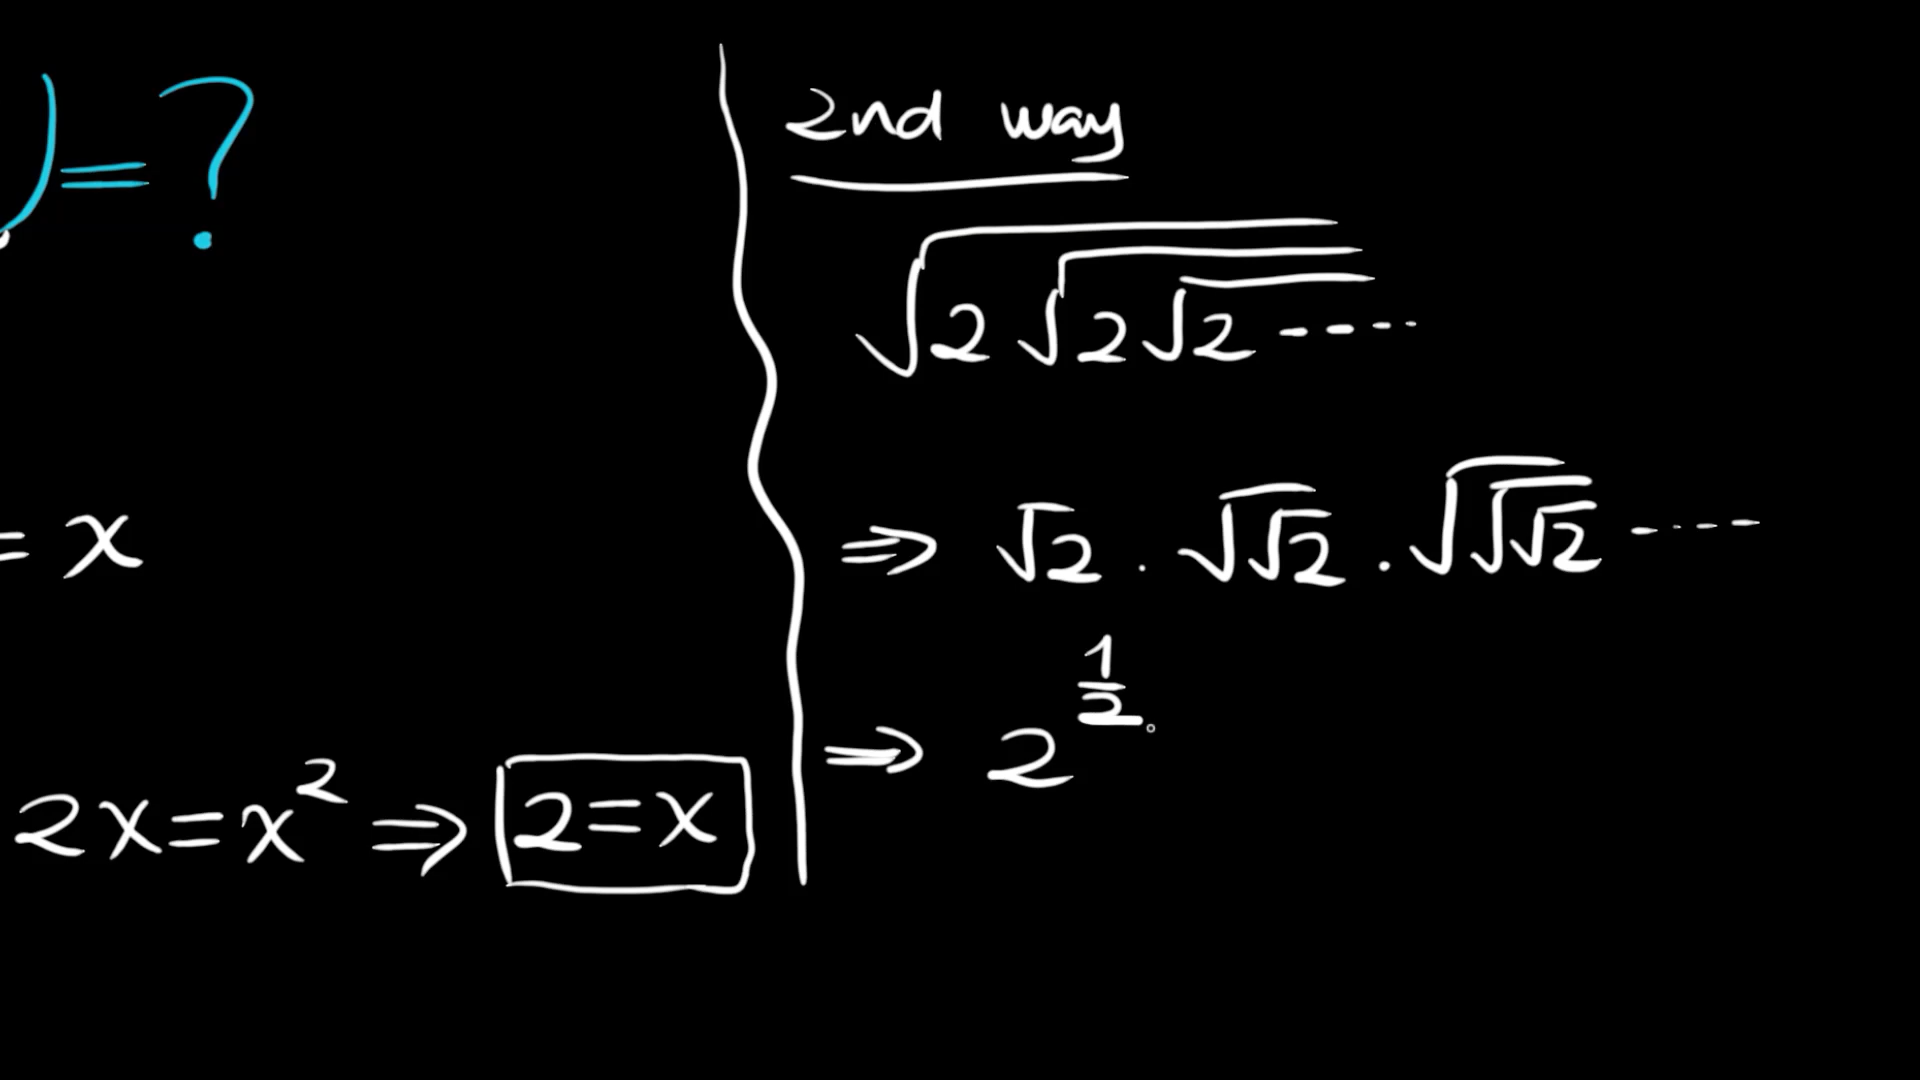 )=?
= x
2x=x² ⇒ 2=x
2nd way
√2√2√2 ----
⇒ √2 . √√2 . √√√2 ----
⇒ 2^1/2 .